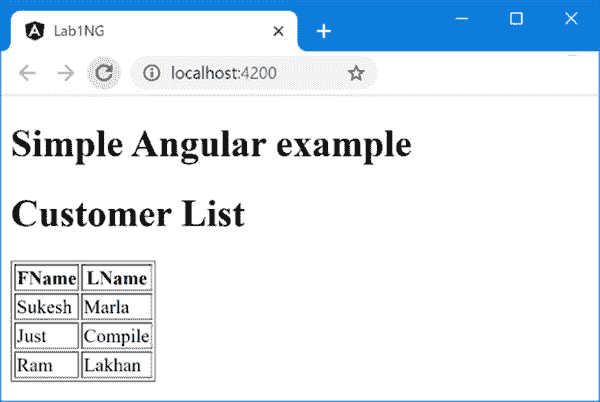 Lab1NG
localhost:4200
Simple Angular example
Customer List
FName LName
Sukesh Marla
Just Compile
Ram Lakhan